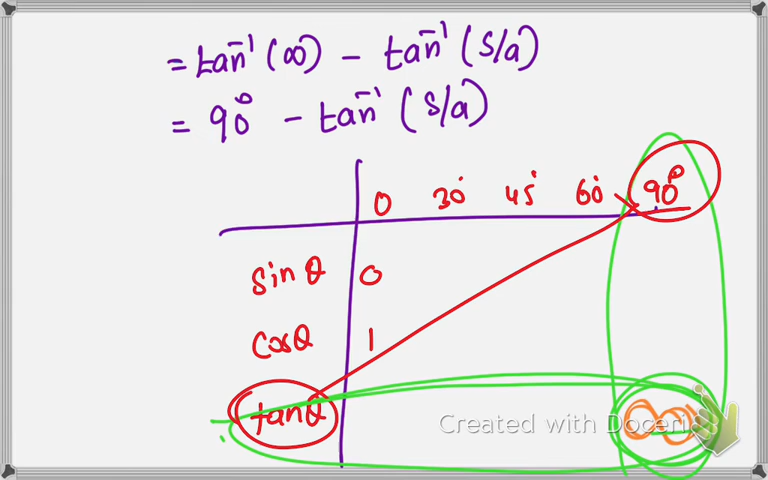 = tan⁻¹(∞) - tan⁻¹(s/a)
= 90° - tan⁻¹(s/a)
0 30° 45° 60° 90°
sin θ 0
cosθ 1
tanθ ∞
Created with Doceri